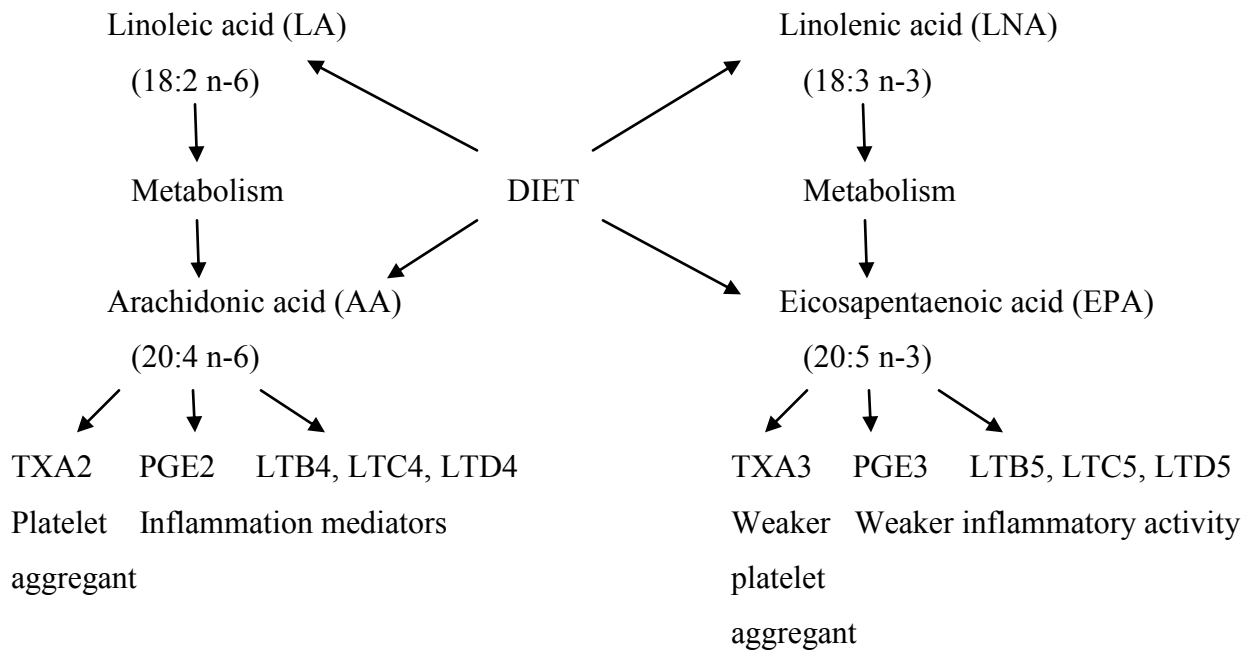 Linoleic acid (LA) Linolenic acid (LNA)
(18:2 n-6) (18:3 n-3)
Metabolism DIET Metabolism
Arachidonic acid (AA) Eicosapentaenoic acid (EPA)
(20:4 n-6) (20:5 n-3)
TXA2 PGE2 LTB4, LTC4, LTD4 TXA3 PGE3 LTB5, LTC5, LTD5
Platelet Inflammation mediators Weaker Weaker inflammatory activity
aggregant platelet
aggregant